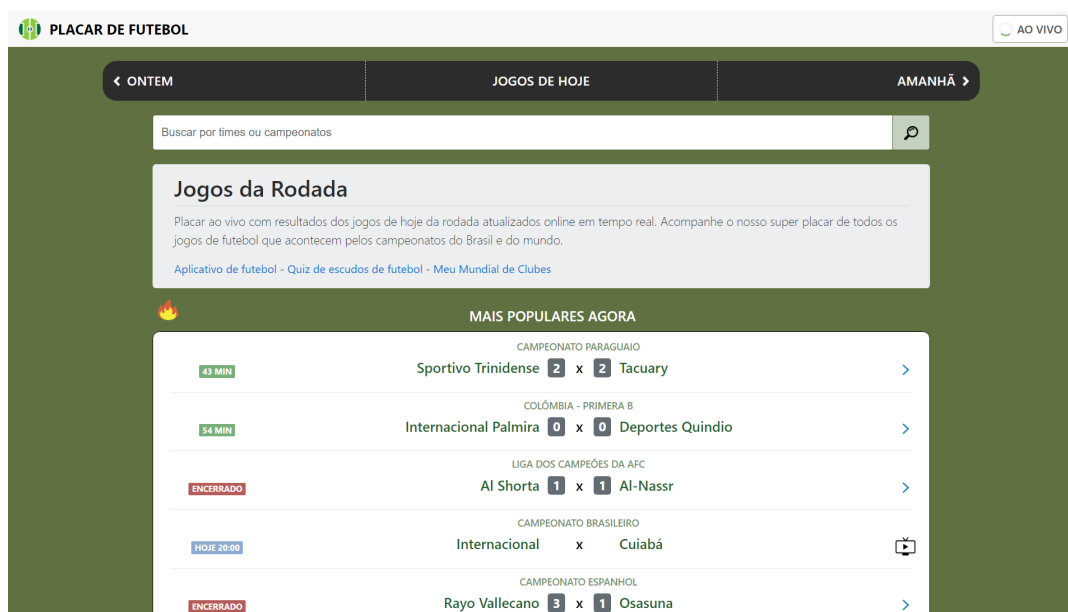 PLACAR DE FUTEBOL
AO VIVO
ONTEM
JOGOS DE HOJE
AMANHÃ
Buscar por times ou campeonatos
Jogos da Rodada
Placar ao vivo com resultados dos jogos de hoje da rodada atualizados online em tempo real. Acompanhe o nosso super placar de todos os
jogos de futebol que acontecem pelos campeonatos do Brasil e do mundo.
Aplicativo de futebol - Quiz de escudos de futebol - Meu Mundial de Clubes
MAIS POPULARES AGORA
CAMPEONATO PARAGUAIO
43 MIN Sportivo Trinidense 2 x 2 Tacuary
COLÔMBIA - PRIMERA B
54 MIN Internacional Palmira 0 x 0 Deportes Quindio
LIGA DOS CAMPEÕES DA AFC
ENCERRADO Al Shorta 1 x 1 Al-Nassr
CAMPEONATO BRASILEIRO
HOJE 20:00 Internacional x Cuiabá
CAMPEONATO ESPANHOL
ENCERRADO Rayo Vallecano 3 x 1 Osasuna